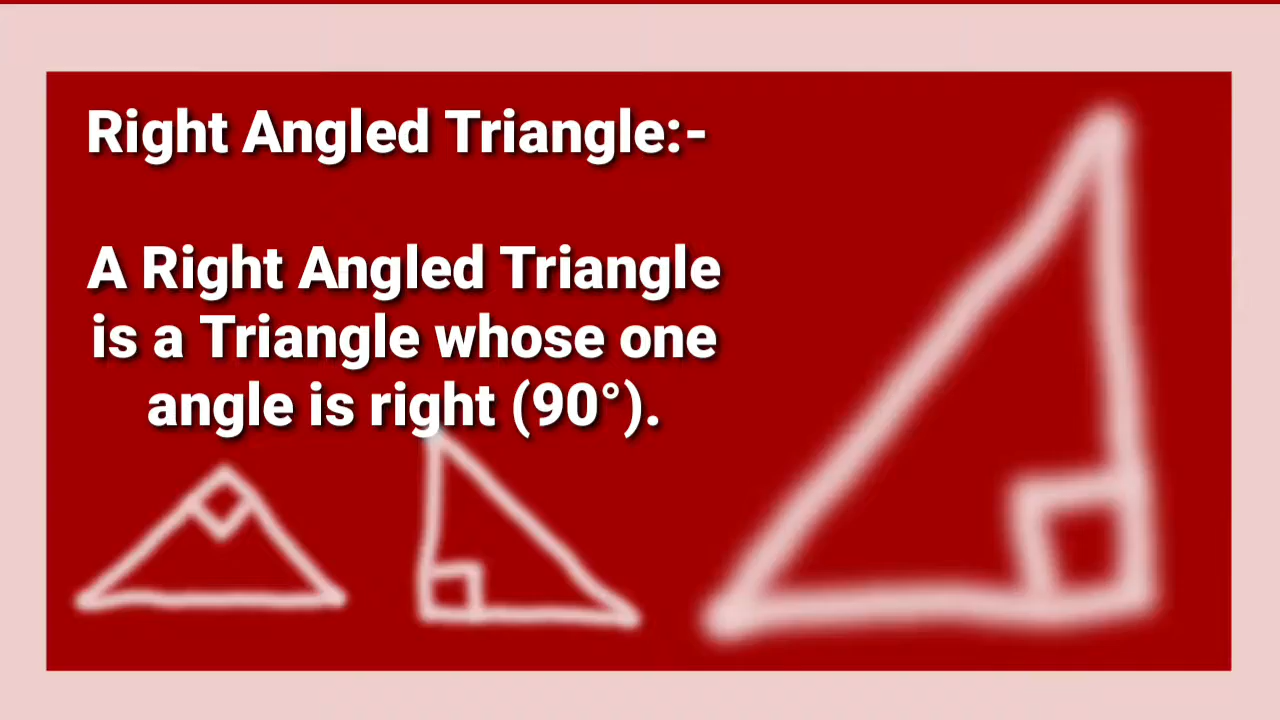 Right Angled Triangle:-
A Right Angled Triangle
is a Triangle whose one
angle is right (90°).